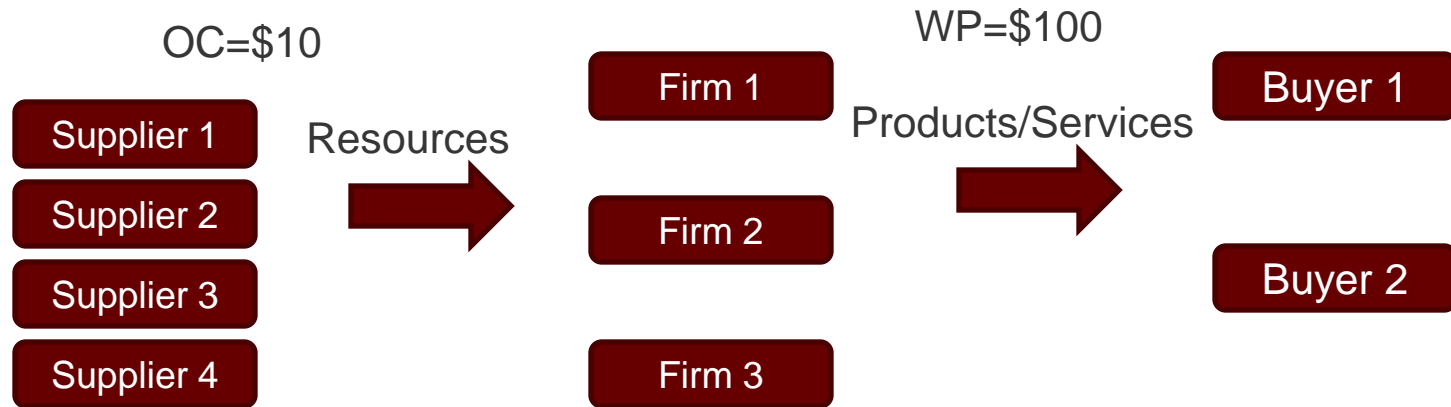 OC=$10
WP=$100
Supplier 1
Supplier 2
Supplier 3
Supplier 4
Resources
Firm 1
Firm 2
Firm 3
Products/Services
Buyer 1
Buyer 2